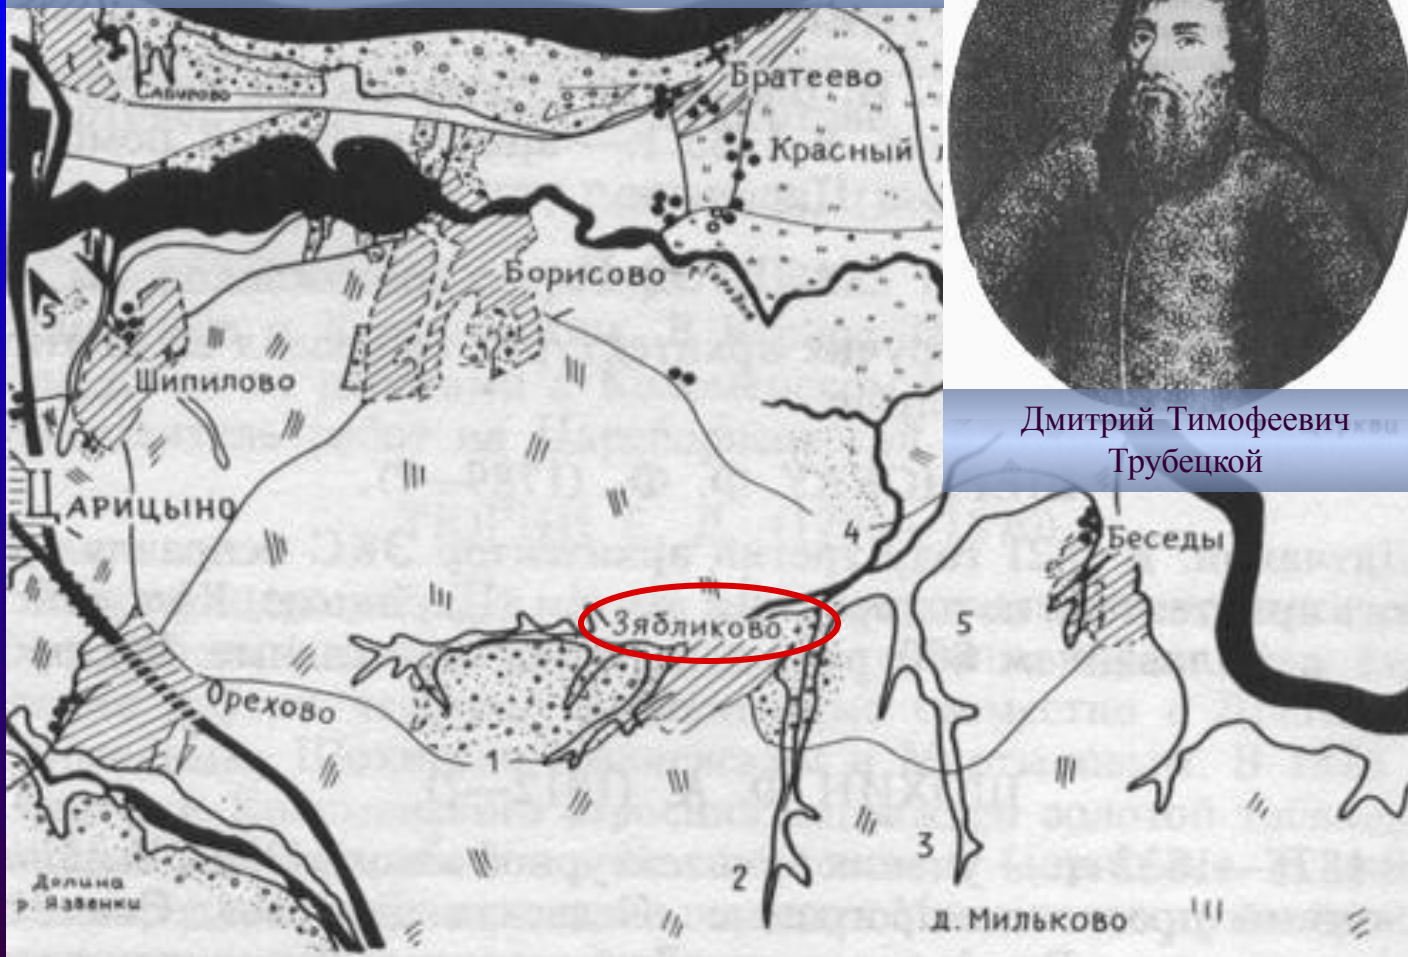 Братеево
Сабурово
Красный
Борисово
р. Городня
5
Шипилово
Дмитрий Тимофеевич
Трубецкой
Царицыно
4
Беседы
Зябликово
5
Орехово
1
3
2
Долина
р. Язвенки
д. Мильково